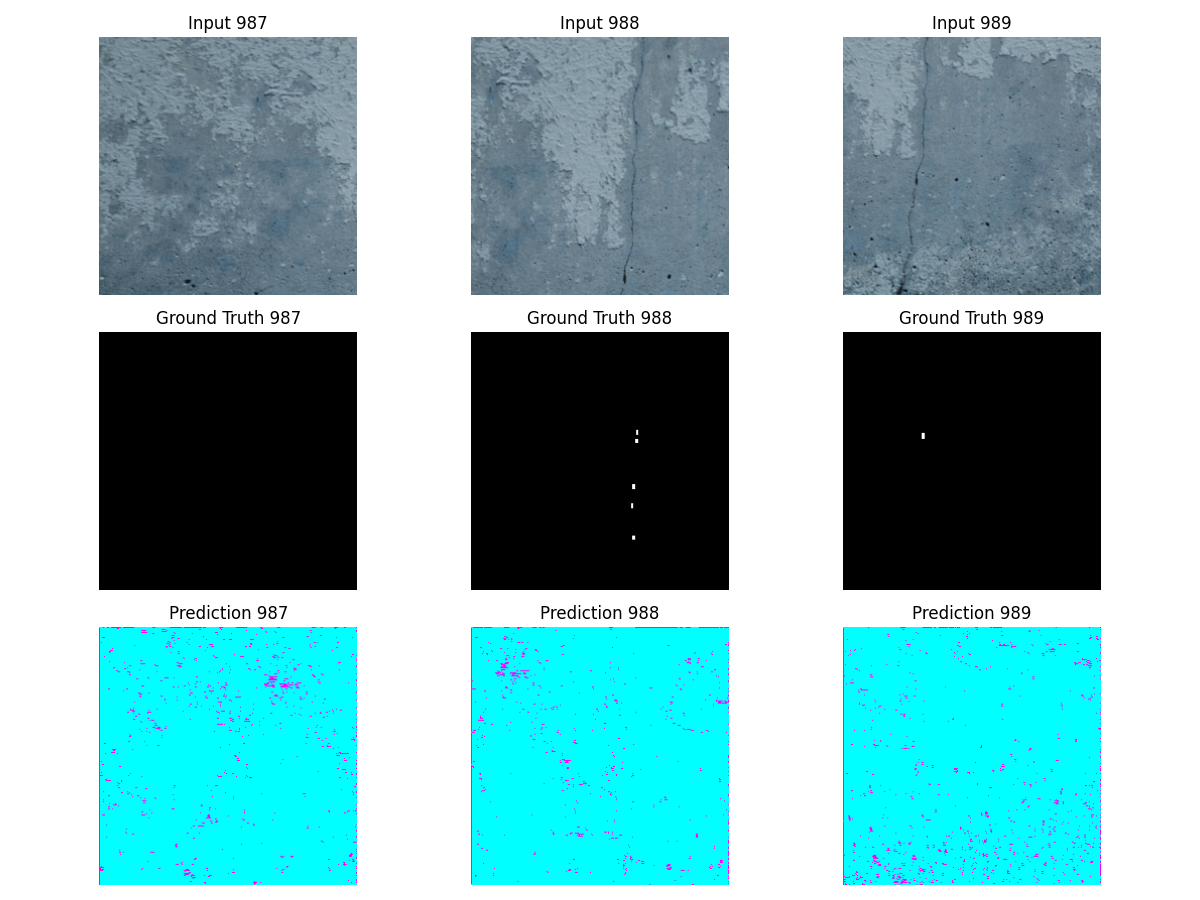 Input 987
Input 988
Input 989
Ground Truth 987
Ground Truth 988
Ground Truth 989
Prediction 987
Prediction 988
Prediction 989